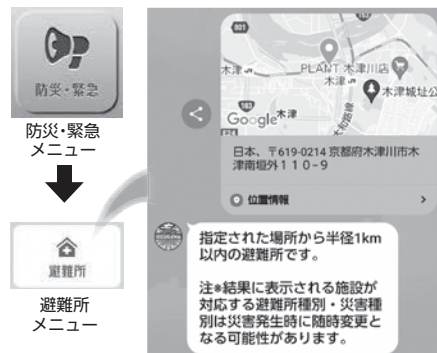 防災・緊急
防災・緊急
メニュー
避難所
避難所
メニュー
801
木津
PLANT 木津川店
木津
木津城址公
163
Google
木津
日本、〒619-0214 京都府木津川市木
津南垣外110-9
位置情報
指定された場所から半径1km
以内の避難所です。
注*結果に表示される施設が
対応する避難所種別・災害種
別は災害発生時に随時変更と
なる可能性があります。